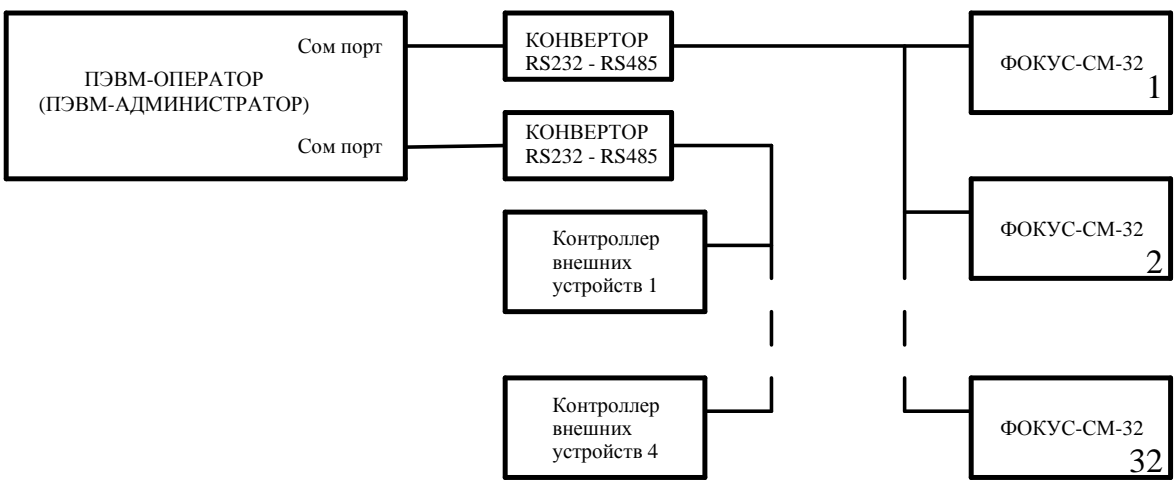 Сом порт
ПЭВМ-ОПЕРАТОР
(ПЭВМ-АДМИНИСТРАТОР)
Сом порт
КОНВЕРТОР
RS232 - RS485
КОНВЕРТОР
RS232 - RS485
Контроллер
внешних
устройств 1
Контроллер
внешних
устройств 4
ФОКУС-СМ-32
1
ФОКУС-СМ-32
2
ФОКУС-СМ-32
32